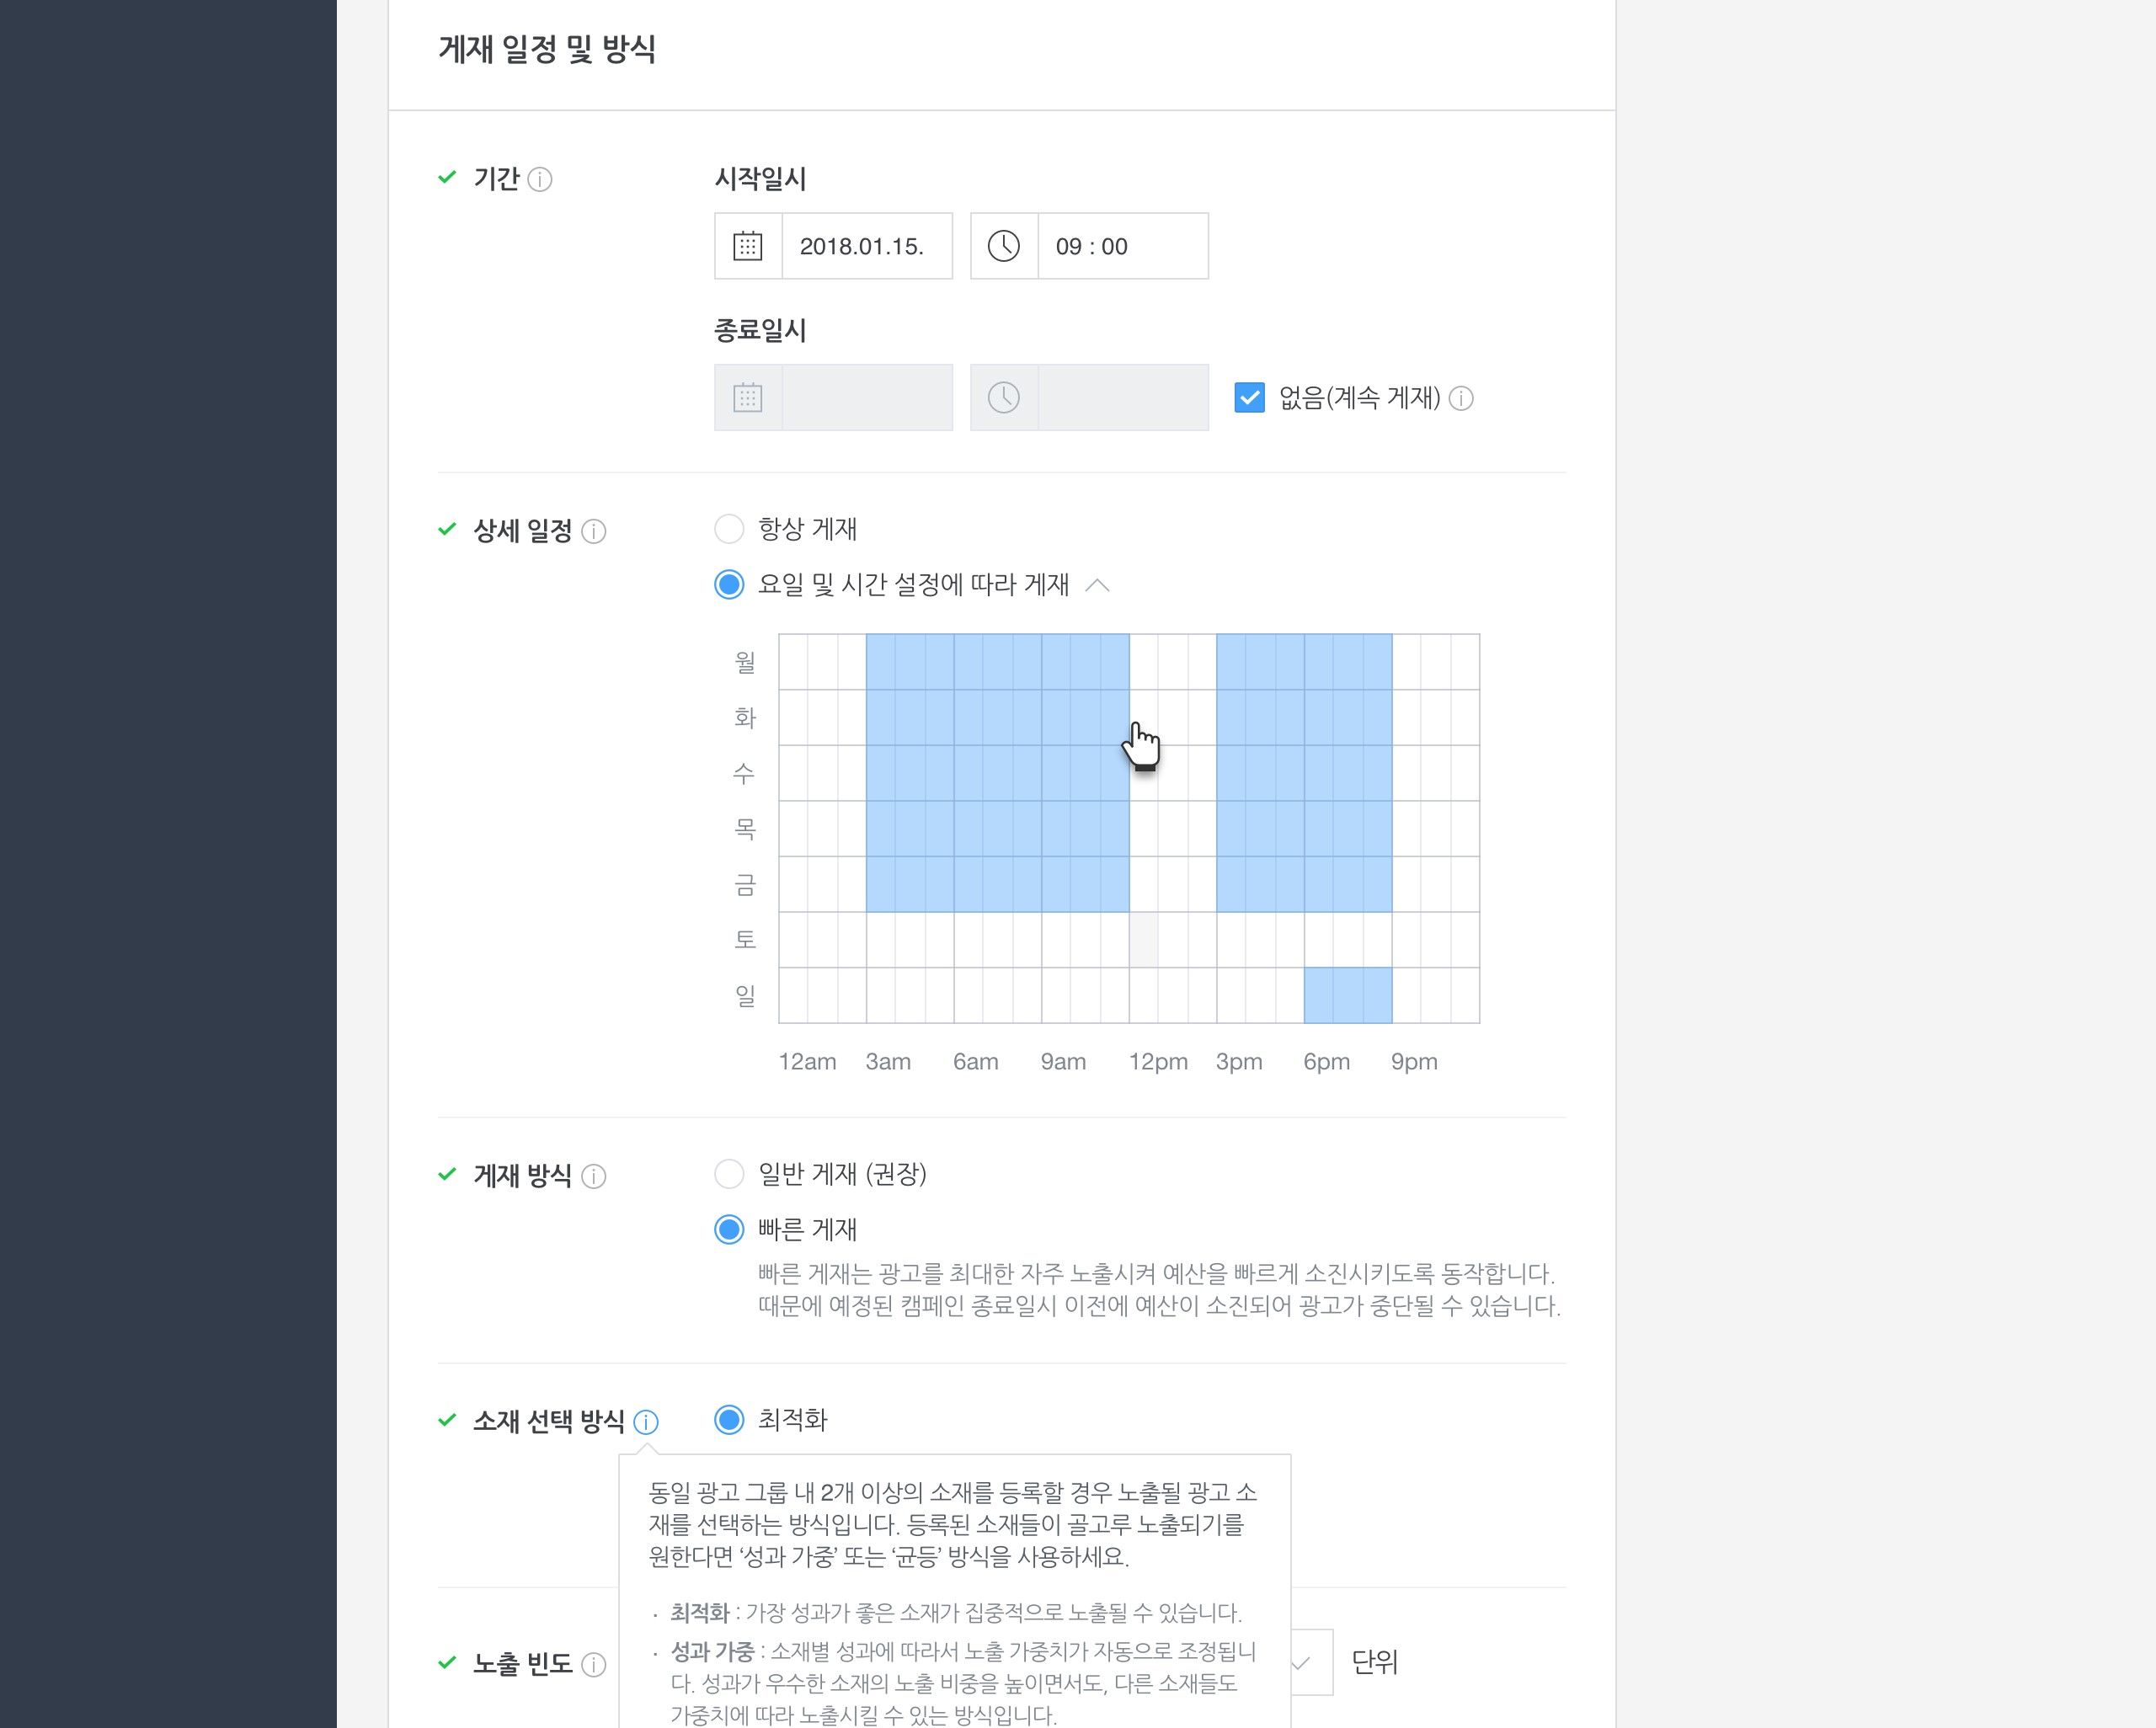 게재 일정 및 방식
기간
시작일시
2018.01.15.
09 : 00
종료일시
없음(계속 게재)
상세 일정
항상 게재
요일 및 시간 설정에 따라 게재
월
화
수
목
금
토
일
12am 3am 6am 9am 12pm 3pm 6pm 9pm
게재 방식
일반 게재 (권장)
빠른 게재
빠른 게재는 광고를 최대한 자주 노출시켜 예산을 빠르게 소진시키도록 동작합니다.
때문에 예정된 캠페인 종료일시 이전에 예산이 소진되어 광고가 중단될 수 있습니다.
소재 선택 방식
최적화
동일 광고 그룹 내 2개 이상의 소재를 등록할 경우 노출될 광고 소
재를 선택하는 방식입니다. 등록된 소재들이 골고루 노출되기를
원한다면 ‘성과 가중’ 또는 ‘균등’ 방식을 사용하세요.
· 최적화 : 가장 성과가 좋은 소재가 집중적으로 노출될 수 있습니다.
· 성과 가중 : 소재별 성과에 따라서 노출 가중치가 자동으로 조정됩니
다. 성과가 우수한 소재의 노출 비중을 높이면서도, 다른 소재들도
가중치에 따라 노출시킬 수 있는 방식입니다.
노출 빈도
단위